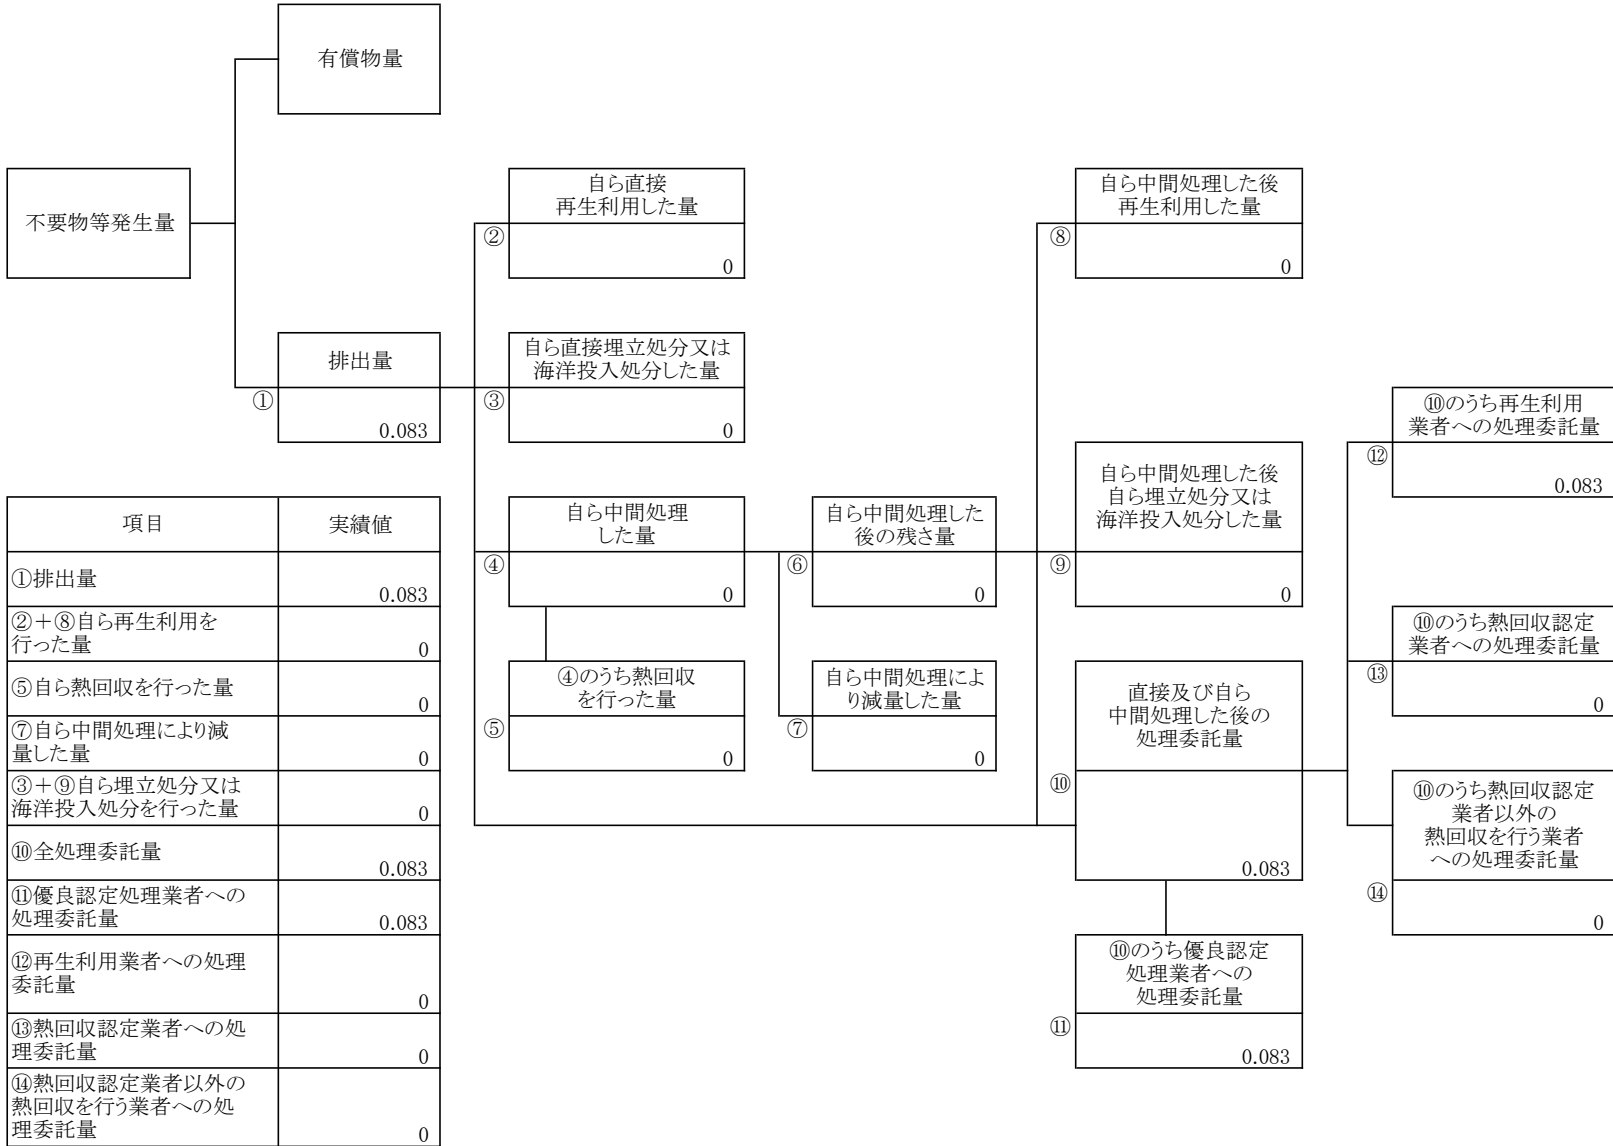 有償物量
不要物等発生量
排出量
①
0.083
自ら直接
再生利用した量
②
0
自ら直接埋立処分又は
海洋投入処分した量
③
0
自ら中間処理
した量
④
0
④のうち熱回収
を行った量
⑤
0
自ら中間処理した
後の残さ量
⑥
0
自ら中間処理によ
り減量した量
⑦
0
自ら中間処理した後
再生利用した量
⑧
0
自ら中間処理した後
自ら埋立処分又は
海洋投入処分した量
⑨
0
直接及び自ら
中間処理した後の
処理委託量
⑩
0.083
⑩のうち優良認定
処理業者への
処理委託量
⑪
0.083
⑩のうち再生利用
業者への処理委託量
⑫
0.083
⑩のうち熱回収認定
業者への処理委託量
⑬
0
⑩のうち熱回収認定
業者以外の
熱回収を行う業者
への処理委託量
⑭
0
項目 実績値
①排出量
0.083
②+⑧自ら再生利用を
行った量
0
⑤自ら熱回収を行った量
0
⑦自ら中間処理により減
量した量
0
③+⑨自ら埋立処分又は
海洋投入処分を行った量
0
⑩全処理委託量
0.083
⑪優良認定処理業者への
処理委託量
0.083
⑫再生利用業者への処理
委託量
0
⑬熱回収認定業者への処
理委託量
0
⑭熱回収認定業者以外の
熱回収を行う業者への処
理委託量
0